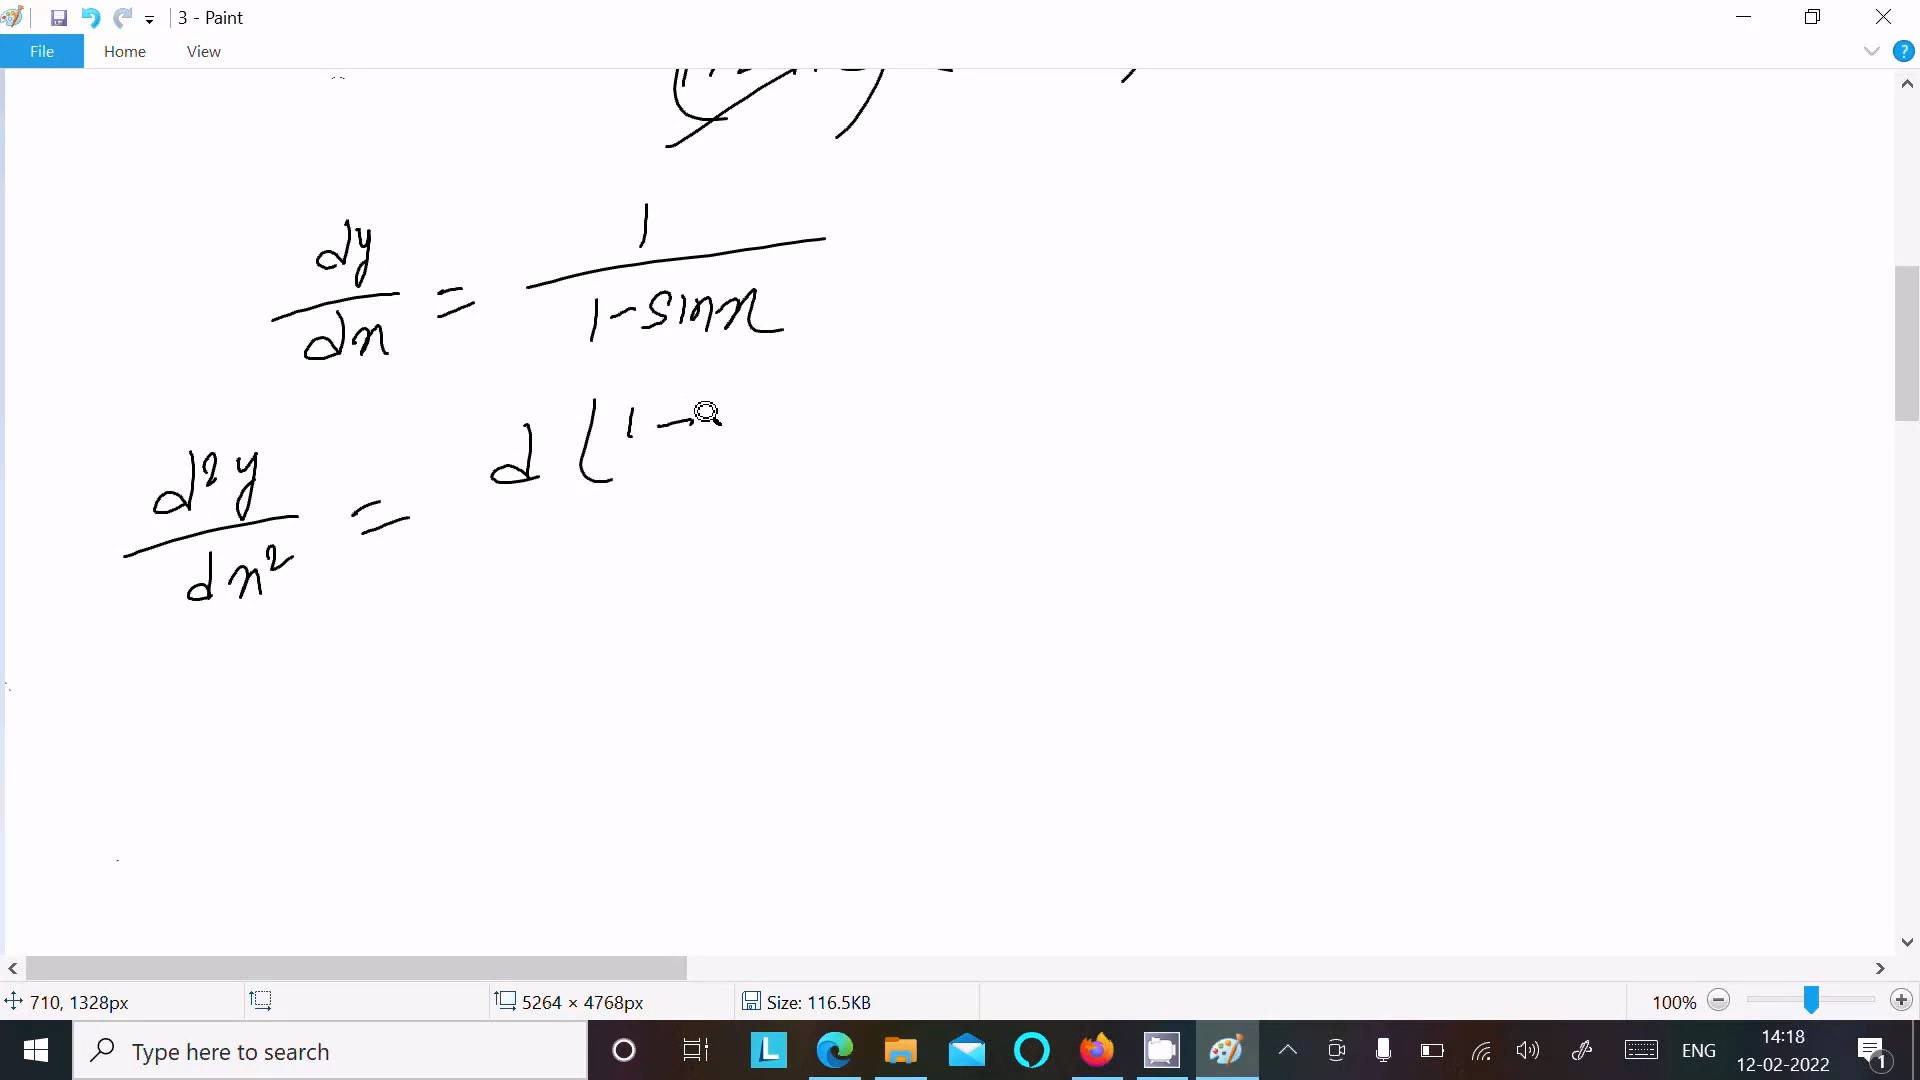 3 - Paint
File Home View
dy/dx = 1/(1-sinx)
d²y/dx² = d(1-
710, 1328px 5264 × 4768px Size: 116.5KB 100%
Type here to search L ENG 14:18
12-02-2022 1